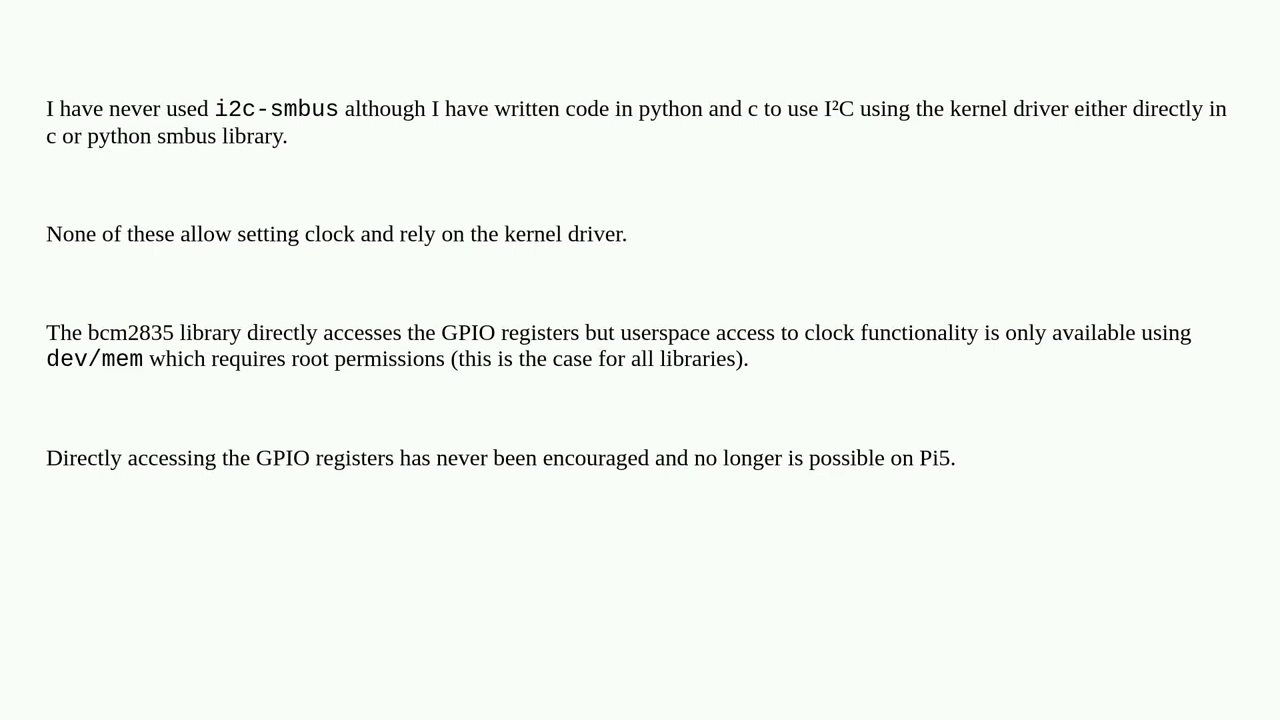 I have never used i2c-smbus although I have written code in python and c to use I²C using the kernel driver either directly in
c or python smbus library.
None of these allow setting clock and rely on the kernel driver.
The bcm2835 library directly accesses the GPIO registers but userspace access to clock functionality is only available using
dev/mem which requires root permissions (this is the case for all libraries).
Directly accessing the GPIO registers has never been encouraged and no longer is possible on Pi5.